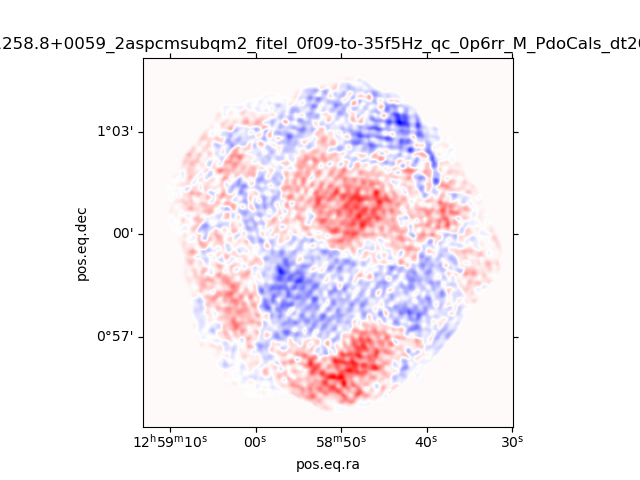 .258.8+0059_2aspcmsubqm2_fitel_0f09-to-35f5Hz_qc_0p6rr_M_PdoCals_dt20
1°03'
00'
0°57'
pos.eq.dec
12ʰ59ᵐ10ˢ 00ˢ 58ᵐ50ˢ 40ˢ 30ˢ
pos.eq.ra